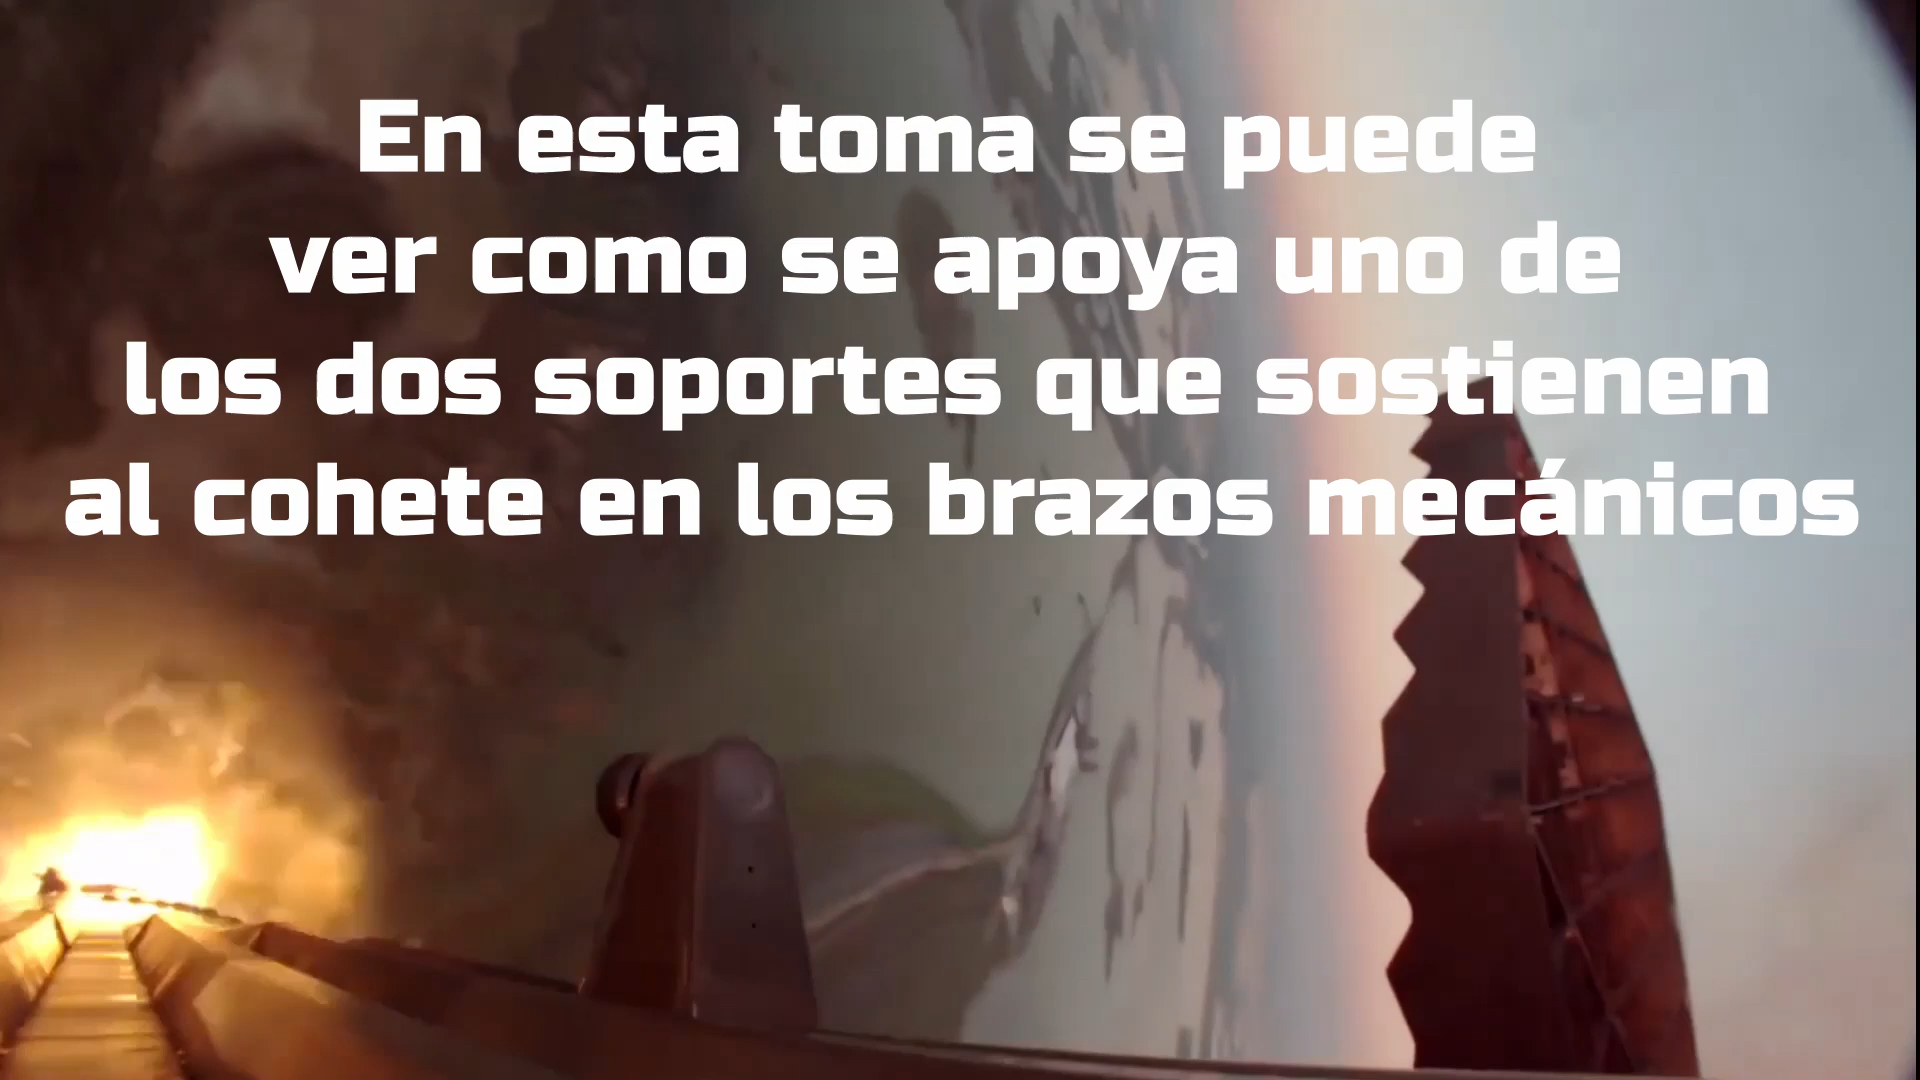 En esta toma se puede
ver como se apoya uno de
los dos soportes que sostienen
al cohete en los brazos mecánicos